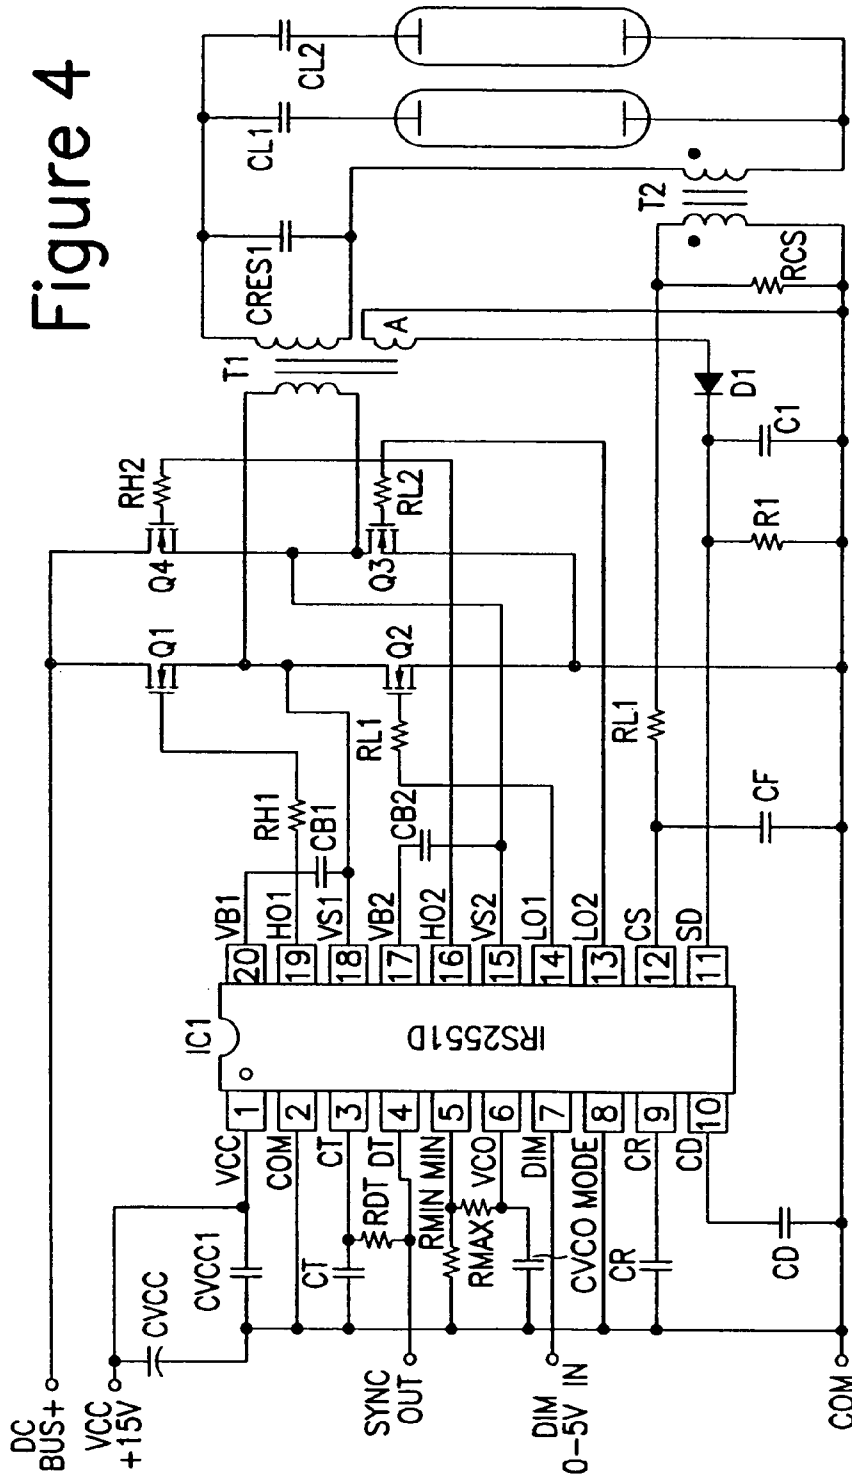 Figure 4
DC
BUS+
VCC
+15V
CVCC
CVCC1
SYNC
OUT
DIM
0-5V IN
COM
CT
RDT
RMIN
RMAX
CVCO
CR
CD
VCC
COM
CT
DT
MIN
VCO
DIM
MODE
CR
CD
1
2
3
4
5
6
7
8
9
10
IC1
IRS2551D
20
19
18
17
16
15
14
13
12
11
VB1
HO1
VS1
VB2
HO2
VS2
LO1
LO2
CS
SD
RH1
CB1
CB2
RL1
Q1
Q2
Q4
RH2
Q3
RL2
T1
A
CRES1
CL1
CL2
T2
RCS
D1
C1
R1
RL1
CF